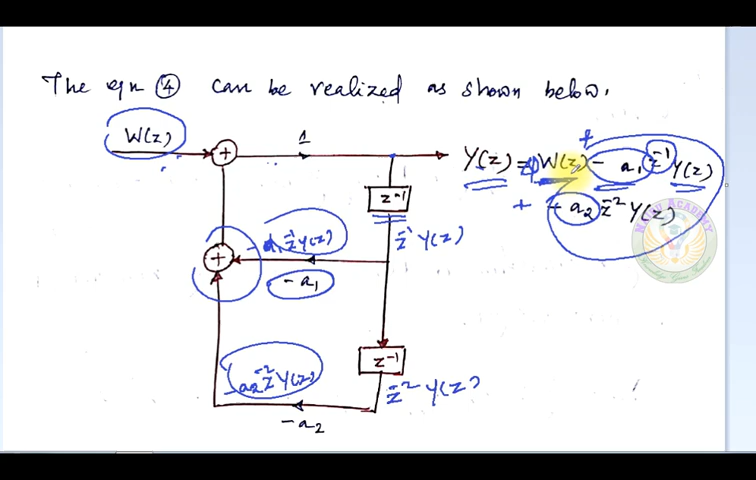 The eqn ④ can be realized as shown below.
W(z)
+
1
Y(z) = W(z) - a₁ z⁻¹ Y(z)
+
+ - a₂ z⁻² Y(z)
z⁻¹
z⁻¹ Y(z)
- a₁ z⁻¹ Y(z)
+
- a₁
z⁻¹
z⁻² Y(z)
- a₂ z⁻² Y(z)
- a₂